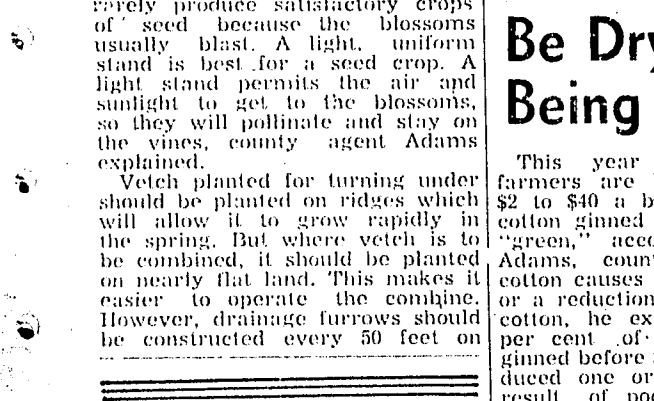 rarely produce satisfactory crops
of seed because the blossoms
usually blast. A light, uniform
stand is best for a seed crop. A
light stand permits the air and
sunlight to get to the blossoms,
so they will pollinate and stay on
the vines, county agent Adams
explained.
Vetch planted for turning under
should be planted on ridges which
will allow it to grow rapidly in
the spring. But where vetch is to
be combined, it should be planted
on nearly flat land. This makes it
easier to operate the combine.
However, drainage furrows should
be constructed every 50 feet on
Be Dry
Being
This year
farmers are
$2 to $40 a b
cotton ginned
"green," acco
Adams, coun
cotton causes
or a reduction
cotton, he ex
per cent of
ginned before
duced one or
result of poo